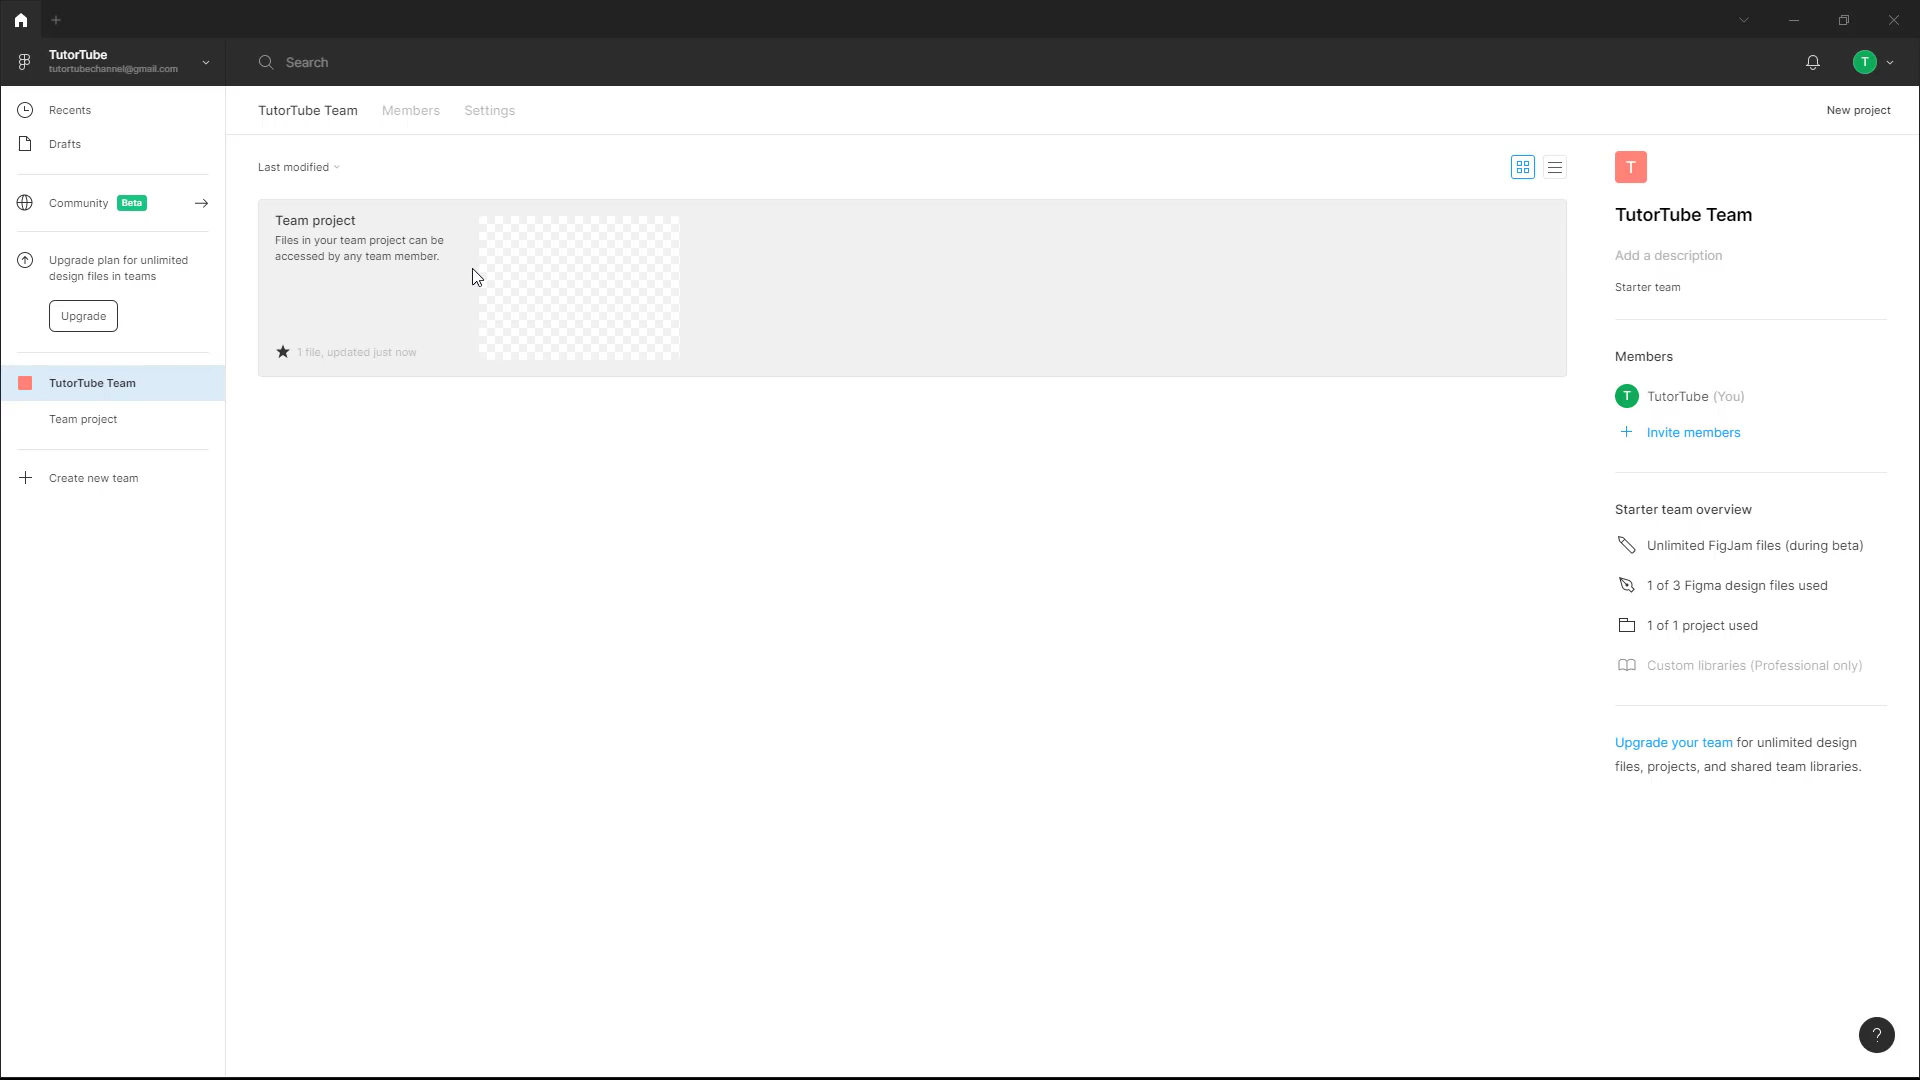 TutorTube
tutortubechannel@gmail.com
Search
T
Recents
Drafts
Community Beta
Upgrade plan for unlimited
design files in teams
Upgrade
TutorTube Team
Team project
Create new team
TutorTube Team Members Settings
New project
Last modified
Team project
Files in your team project can be
accessed by any team member.
1 file, updated just now
T
TutorTube Team
Add a description
Starter team
Members
T TutorTube (You)
Invite members
Starter team overview
Unlimited FigJam files (during beta)
1 of 3 Figma design files used
1 of 1 project used
Custom libraries (Professional only)
Upgrade your team for unlimited design
files, projects, and shared team libraries.
?